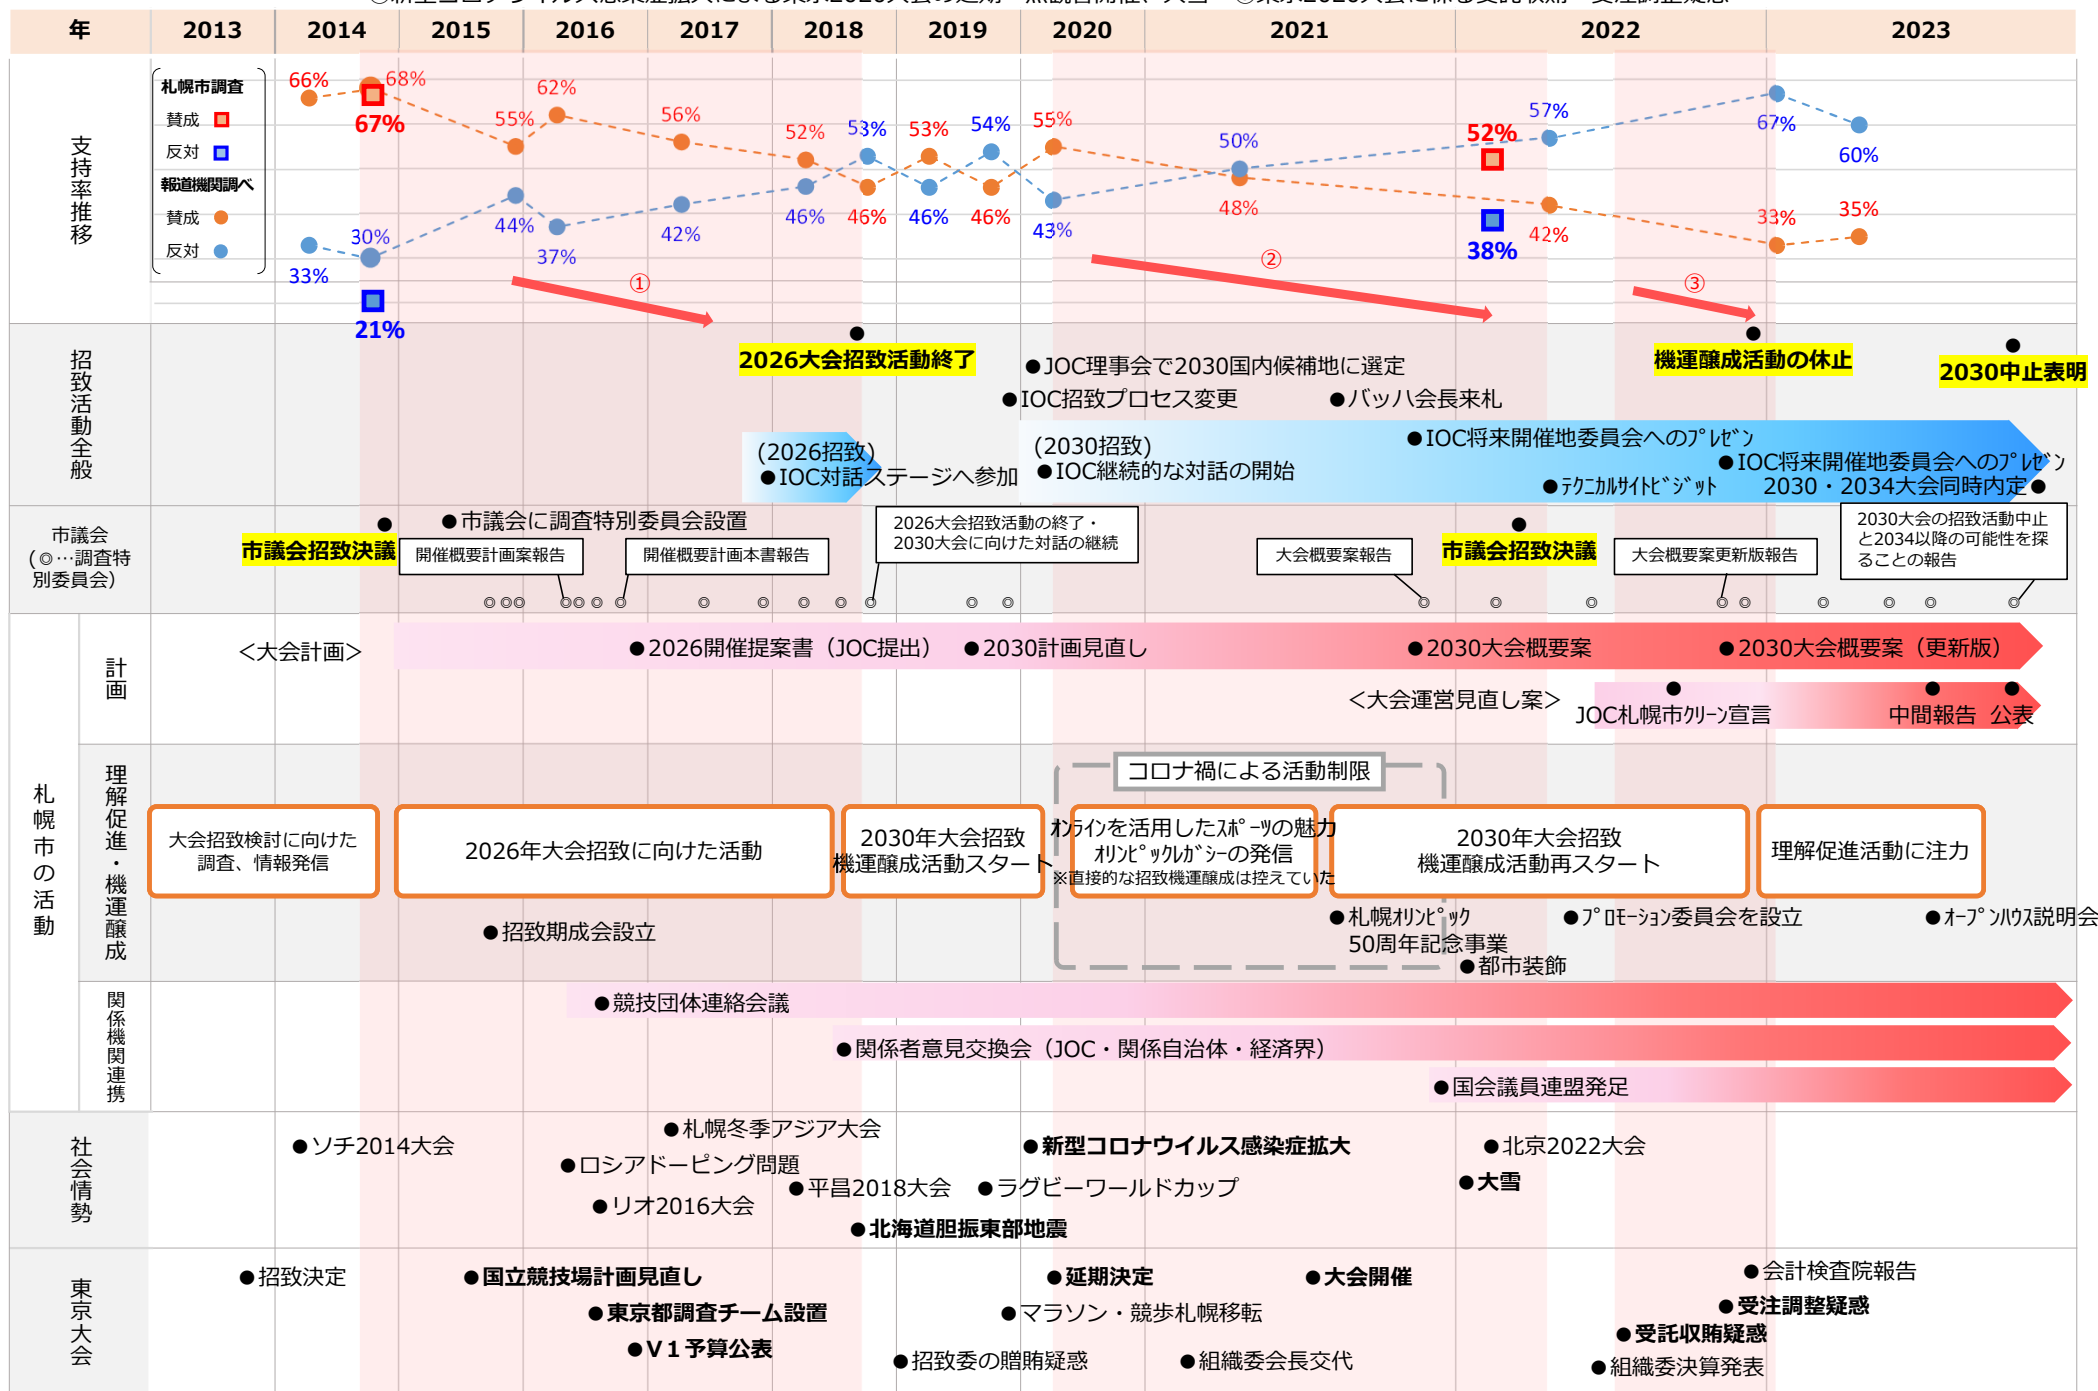 年 2013 2014 2015 2016 2017 2018 2019 2020 2021 2022 2023
支持率推移
札幌市調査
賛成
反対
報道機関調べ
賛成
反対
66% 68% 55% 62% 56% 52% 53% 53% 54% 55% 50% 52% 57% 67% 60%
67%
33% 30% 44% 37% 42% 46% 46% 46% 46% 43% 48% 38% 42% 33% 35%
21%
① ② ③
招致活動全般
●
2026大会招致活動終了
●JOC理事会で2030国内候補地に選定
●IOC招致プロセス変更
●バッハ会長来札
●
機運醸成活動の休止
●
2030中止表明
(2026招致)
●IOC対話ステージへ参加
(2030招致)
●IOC継続的な対話の開始
●IOC将来開催地委員会へのプレゼン
●IOC将来開催地委員会へのプレゼン
●テクニカルサイトビジット
2030・2034大会同時内定●
市議会
(◎…調査特
別委員会)
●
市議会招致決議
●市議会に調査特別委員会設置
開催概要計画案報告
開催概要計画本書報告
2026大会招致活動の終了・
2030大会に向けた対話の継続
大会概要案報告
●
市議会招致決議
大会概要案更新版報告
2030大会の招致活動中止
と2034以降の可能性を探
ることの報告
◎ ◎◎ ◎◎ ◎ ◎ ◎ ◎ ◎ ◎ ◎ ◎ ◎ ◎ ◎ ◎ ◎ ◎ ◎ ◎ ◎ ◎
札幌市の活動
計画
<大会計画>
●2026開催提案書（JOC提出）
●2030計画見直し
●2030大会概要案
●2030大会概要案（更新版）
<大会運営見直し案>
● ● ●
JOC札幌市クリーン宣言
中間報告 公表
理解促進・機運醸成
コロナ禍による活動制限
大会招致検討に向けた
調査、情報発信
2026年大会招致に向けた活動
2030年大会招致
機運醸成活動スタート
オンラインを活用したスポーツの魅力
オリンピックレガシーの発信
※直接的な招致機運醸成は控えていた
2030年大会招致
機運醸成活動再スタート
理解促進活動に注力
●招致期成会設立
●札幌オリンピック
50周年記念事業
●都市装飾
●プロモーション委員会を設立
●オープンハウス説明会
関係機関連携
●競技団体連絡会議
●関係者意見交換会（JOC・関係自治体・経済界）
●国会議員連盟発足
社会情勢
●ソチ2014大会
●札幌冬季アジア大会
●ロシアドーピング問題
●リオ2016大会
●平昌2018大会
●北海道胆振東部地震
●新型コロナウイルス感染症拡大
●ラグビーワールドカップ
●北京2022大会
●大雪
東京大会
●招致決定
●国立競技場計画見直し
●東京都調査チーム設置
●V１予算公表
●延期決定
●マラソン・競歩札幌移転
●招致委の贈賄疑惑
●組織委会長交代
●大会開催
●会計検査院報告
●受注調整疑惑
●受託収賄疑惑
●組織委決算発表